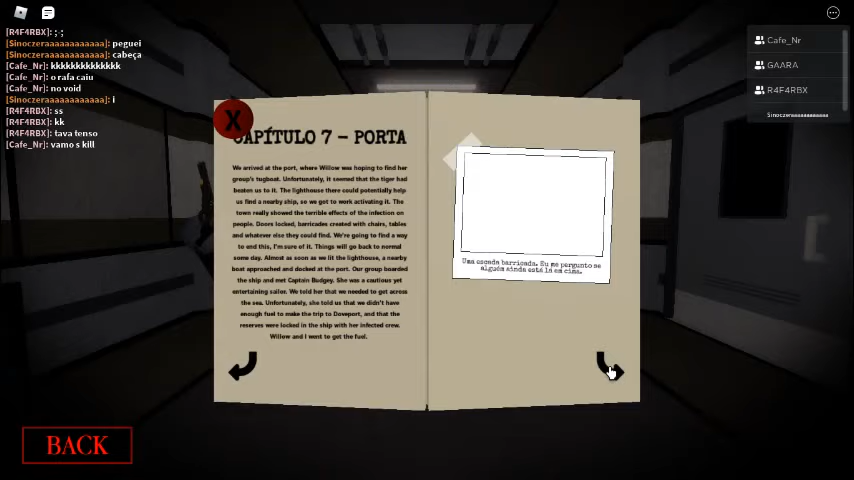 [R4F4RBX]: ; ;
[Sinoczeraaaaaaaaaaaa]: peguei
[Sinoczeraaaaaaaaaaaa]: cabeça
[Cafe_Nr]: kkkkkkkkkkkkk
[Cafe_Nr]: o rafa caiu
[Cafe_Nr]: no void
[Sinoczeraaaaaaaaaaaa]: i
[R4F4RBX]: ss
[R4F4RBX]: kk
[R4F4RBX]: tava tenso
[Cafe_Nr]: vamo s kill
X
CAPÍTULO 7 - PORTA
We arrived at the port, where Willow was hoping to find her
group's tugboat. Unfortunately, it seemed that the tiger had
beaten us to it. The lighthouse there could potentially help
us find a nearby ship, so we got to work activating it. The
town really showed the terrible effects of the infection on
people. Doors locked, barricades created with chairs, tables
and whatever else they could find. We're going to find a way
to end this, I'm sure of it. Things will go back to normal
some day. Almost as soon as we lit the lighthouse, a nearby
boat approached and docked at the port. Our group boarded
the ship and met Captain Budgey. She was a cautious yet
entertaining sailor. We told her that we needed to get across
the sea. Unfortunately, she told us that we didn't have
enough fuel to make the trip to Doveport, and that the
reserves were locked in the ship with her infected crew.
Willow and I went to get the fuel.
Uma escada barricada. Eu me pergunto se
alguém ainda está lá em cima.
Cafe_Nr
GAARA
R4F4RBX
Sinoczeraaaaaaaaaaaa
BACK